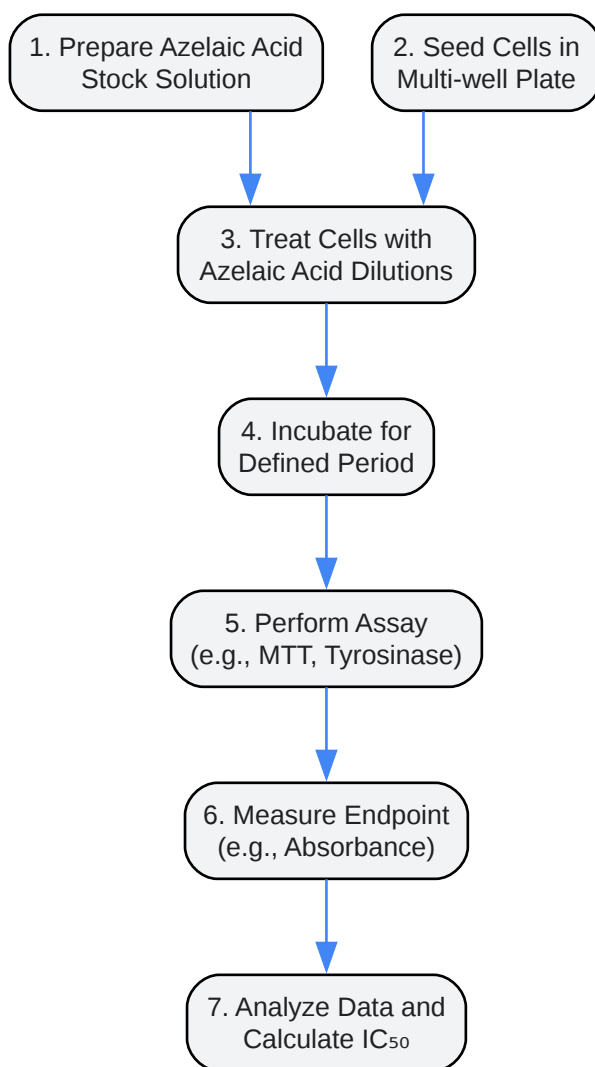 1. Prepare Azelaic Acid
Stock Solution
2. Seed Cells in
Multi-well Plate
3. Treat Cells with
Azelaic Acid Dilutions
4. Incubate for
Defined Period
5. Perform Assay
(e.g., MTT, Tyrosinase)
6. Measure Endpoint
(e.g., Absorbance)
7. Analyze Data and
Calculate IC₅₀